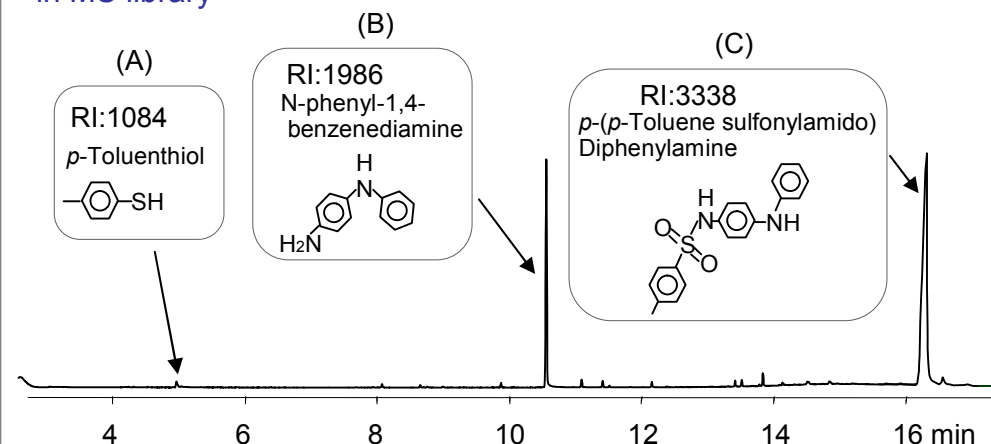 in MS library
(A)
RI:1084
p-Toluenthiol
SH
(B)
RI:1986
N-phenyl-1,4-
benzenediamine
H
N
H2N
(C)
RI:3338
p-(p-Toluene sulfonylamido)
Diphenylamine
H
N
NH
O
S
O
4 6 8 10 12 14 16 min